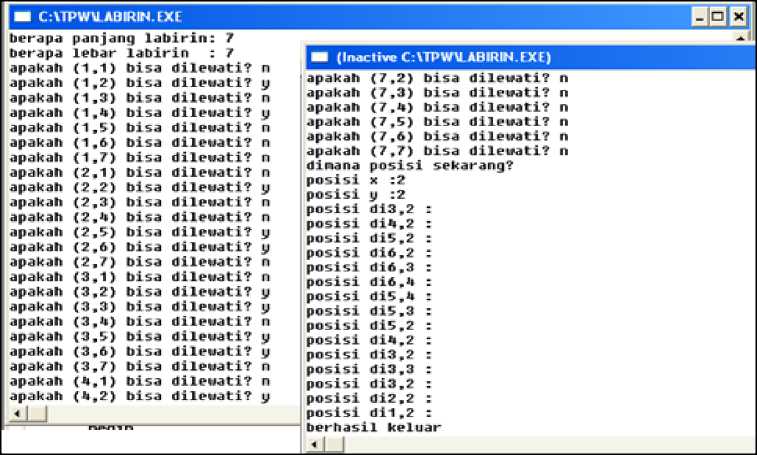 C:\TPW\LABIRIN.EXE
berapa panjang labirin: 7
berapa lebar labirin  : 7
apakah (1,1) bisa dilewati? n
apakah (1,2) bisa dilewati? y
apakah (1,3) bisa dilewati? n
apakah (1,4) bisa dilewati? y
apakah (1,5) bisa dilewati? n
apakah (1,6) bisa dilewati? n
apakah (1,7) bisa dilewati? n
apakah (2,1) bisa dilewati? n
apakah (2,2) bisa dilewati? y
apakah (2,3) bisa dilewati? n
apakah (2,4) bisa dilewati? n
apakah (2,5) bisa dilewati? y
apakah (2,6) bisa dilewati? y
apakah (2,7) bisa dilewati? n
apakah (3,1) bisa dilewati? n
apakah (3,2) bisa dilewati? y
apakah (3,3) bisa dilewati? y
apakah (3,4) bisa dilewati? n
apakah (3,5) bisa dilewati? y
apakah (3,6) bisa dilewati? y
apakah (3,7) bisa dilewati? n
apakah (4,1) bisa dilewati? n
apakah (4,2) bisa dilewati? y
(Inactive C:\TPW\LABIRIN.EXE)
apakah (7,2) bisa dilewati? n
apakah (7,3) bisa dilewati? n
apakah (7,4) bisa dilewati? n
apakah (7,5) bisa dilewati? n
apakah (7,6) bisa dilewati? n
apakah (7,7) bisa dilewati? n
dimana posisi sekarang?
posisi x :2
posisi y :2
posisi di3,2 :
posisi di4,2 :
posisi di5,2 :
posisi di6,2 :
posisi di6,3 :
posisi di6,4 :
posisi di5,4 :
posisi di5,3 :
posisi di5,2 :
posisi di4,2 :
posisi di3,2 :
posisi di3,3 :
posisi di3,2 :
posisi di2,2 :
posisi di1,2 :
berhasil keluar